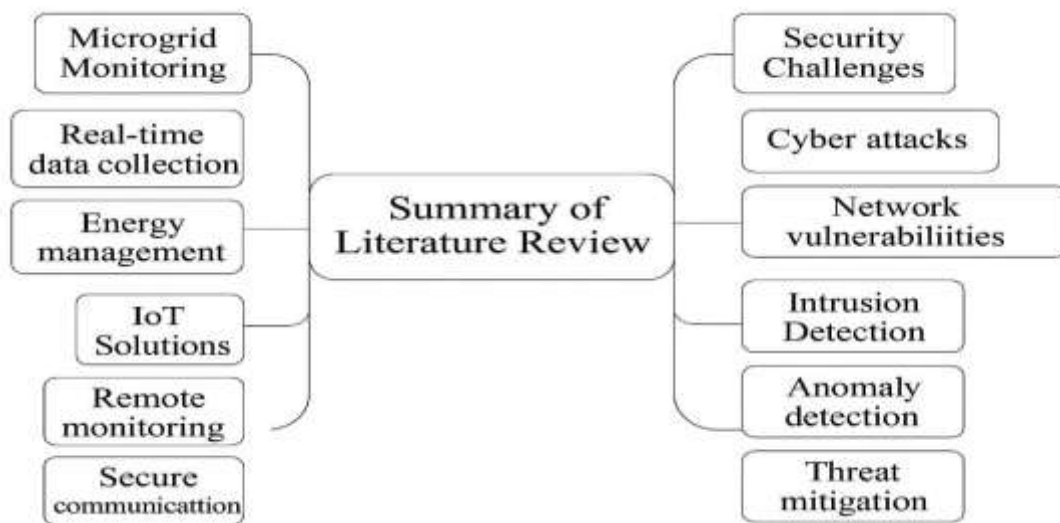 Microgrid
Monitoring
Real-time
data collection
Energy
management
IoT
Solutions
Remote
monitoring
Secure
communicattion
Summary of
Literature Review
Security
Challenges
Cyber attacks
Network
vulnerabiliities
Intrusion
Detection
Anomaly
detection
Threat
mitigation